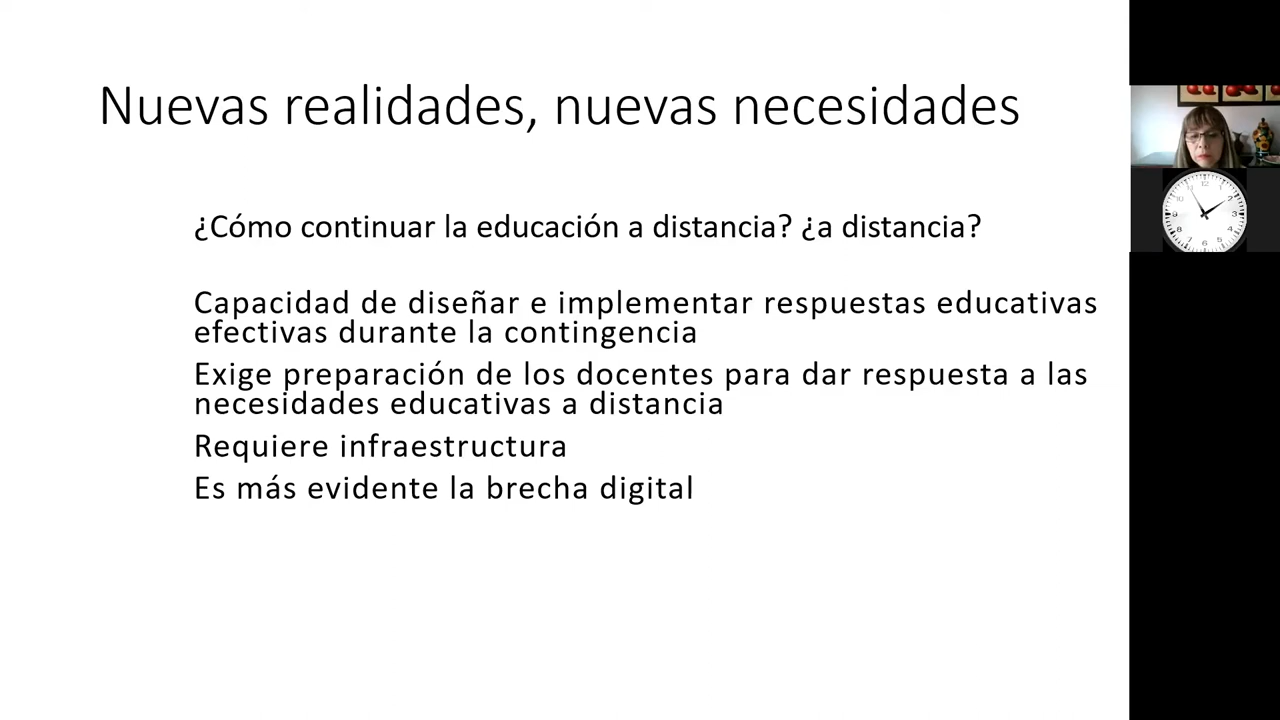 Nuevas realidades, nuevas necesidades
¿Cómo continuar la educación a distancia? ¿a distancia?
Capacidad de diseñar e implementar respuestas educativas
efectivas durante la contingencia
Exige preparación de los docentes para dar respuesta a las
necesidades educativas a distancia
Requiere infraestructura
Es más evidente la brecha digital